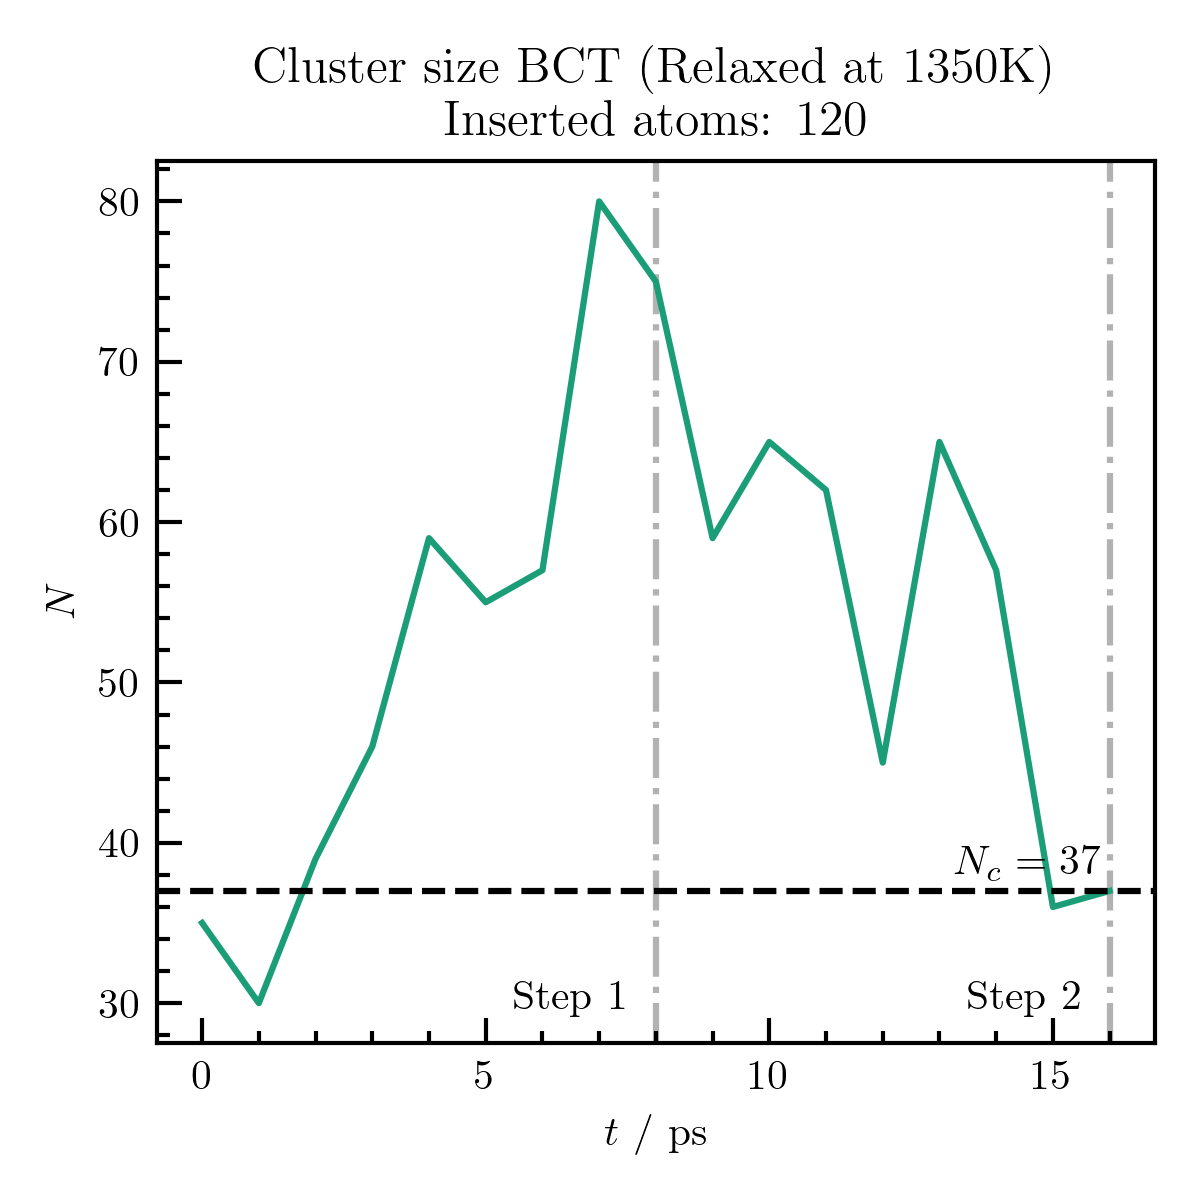 Cluster size BCT (Relaxed at 1350K)
Inserted atoms: 120
80
70
60
50
40
30
N
N_c = 37
Step 1
Step 2
0
5
10
15
t / ps